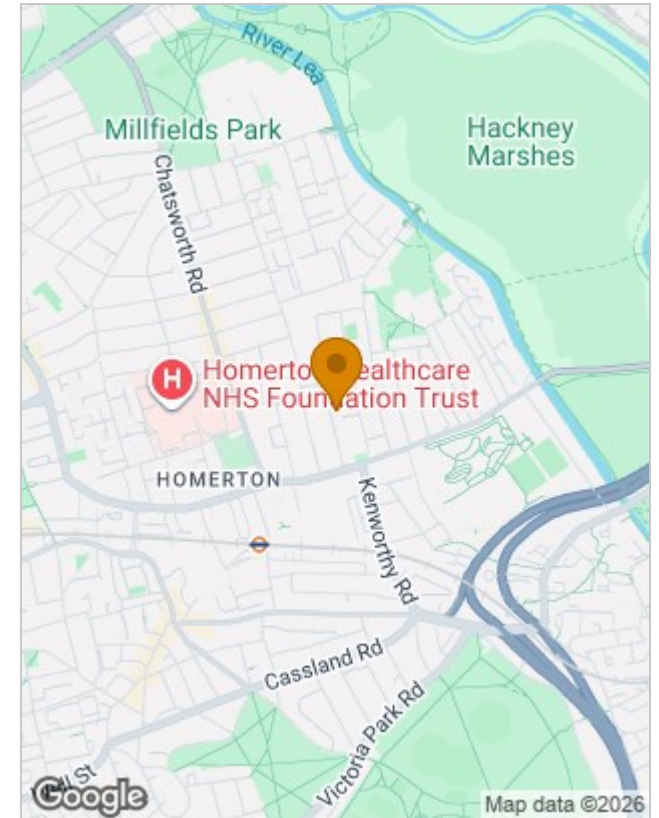 River Lea
Millfields Park
Hackney
Marshes
Chatsworth Rd
H
NHS
Trust
HOMERTON
Kenworthy Rd
Cassland Rd
Victoria Park Rd
St
Google
Map data ©2026